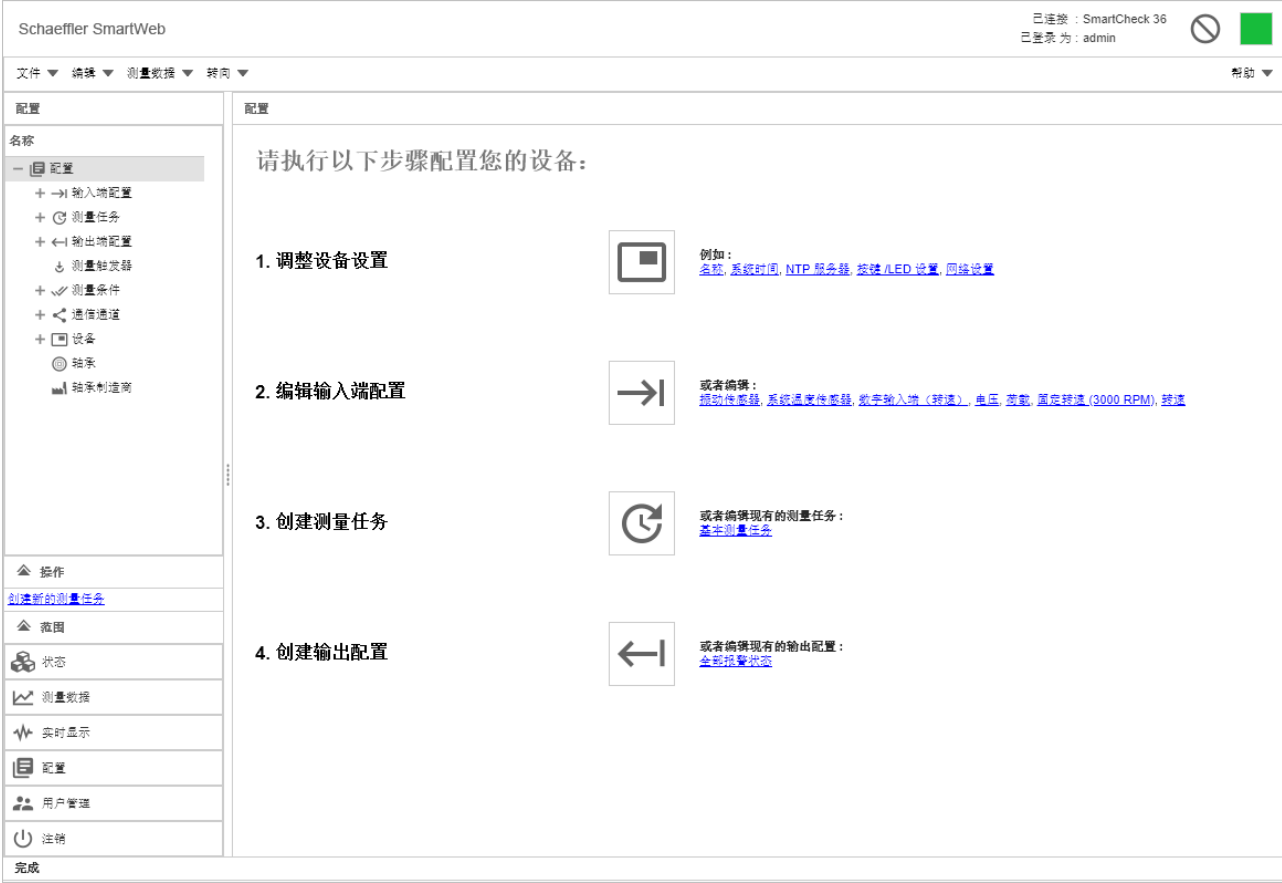 Schaeffler SmartWeb
已连接 : SmartCheck 36
已登录 为 : admin
文件 编辑 测量数据 转向 帮助
配置
配置
名称
配置
输入端配置
测量任务
输出端配置
测量触发器
测量条件
通信通道
设备
轴承
轴承制造商
请执行以下步骤配置您的设备：
1. 调整设备设置
例如：
名称, 系统时间, NTP 服务器, 按键 /LED 设置, 网络设置
2. 编辑输入端配置
或者编辑：
振动传感器, 系统温度传感器, 数字输入端（转速）, 电压, 荷载, 固定转速 (3000 RPM), 转速
3. 创建测量任务
或者编辑现有的测量任务：
基本测量任务
4. 创建输出配置
或者编辑现有的输出配置：
全部报警状态
操作
创建新的测量任务
范围
状态
测量数据
实时显示
配置
用户管理
注销
完成